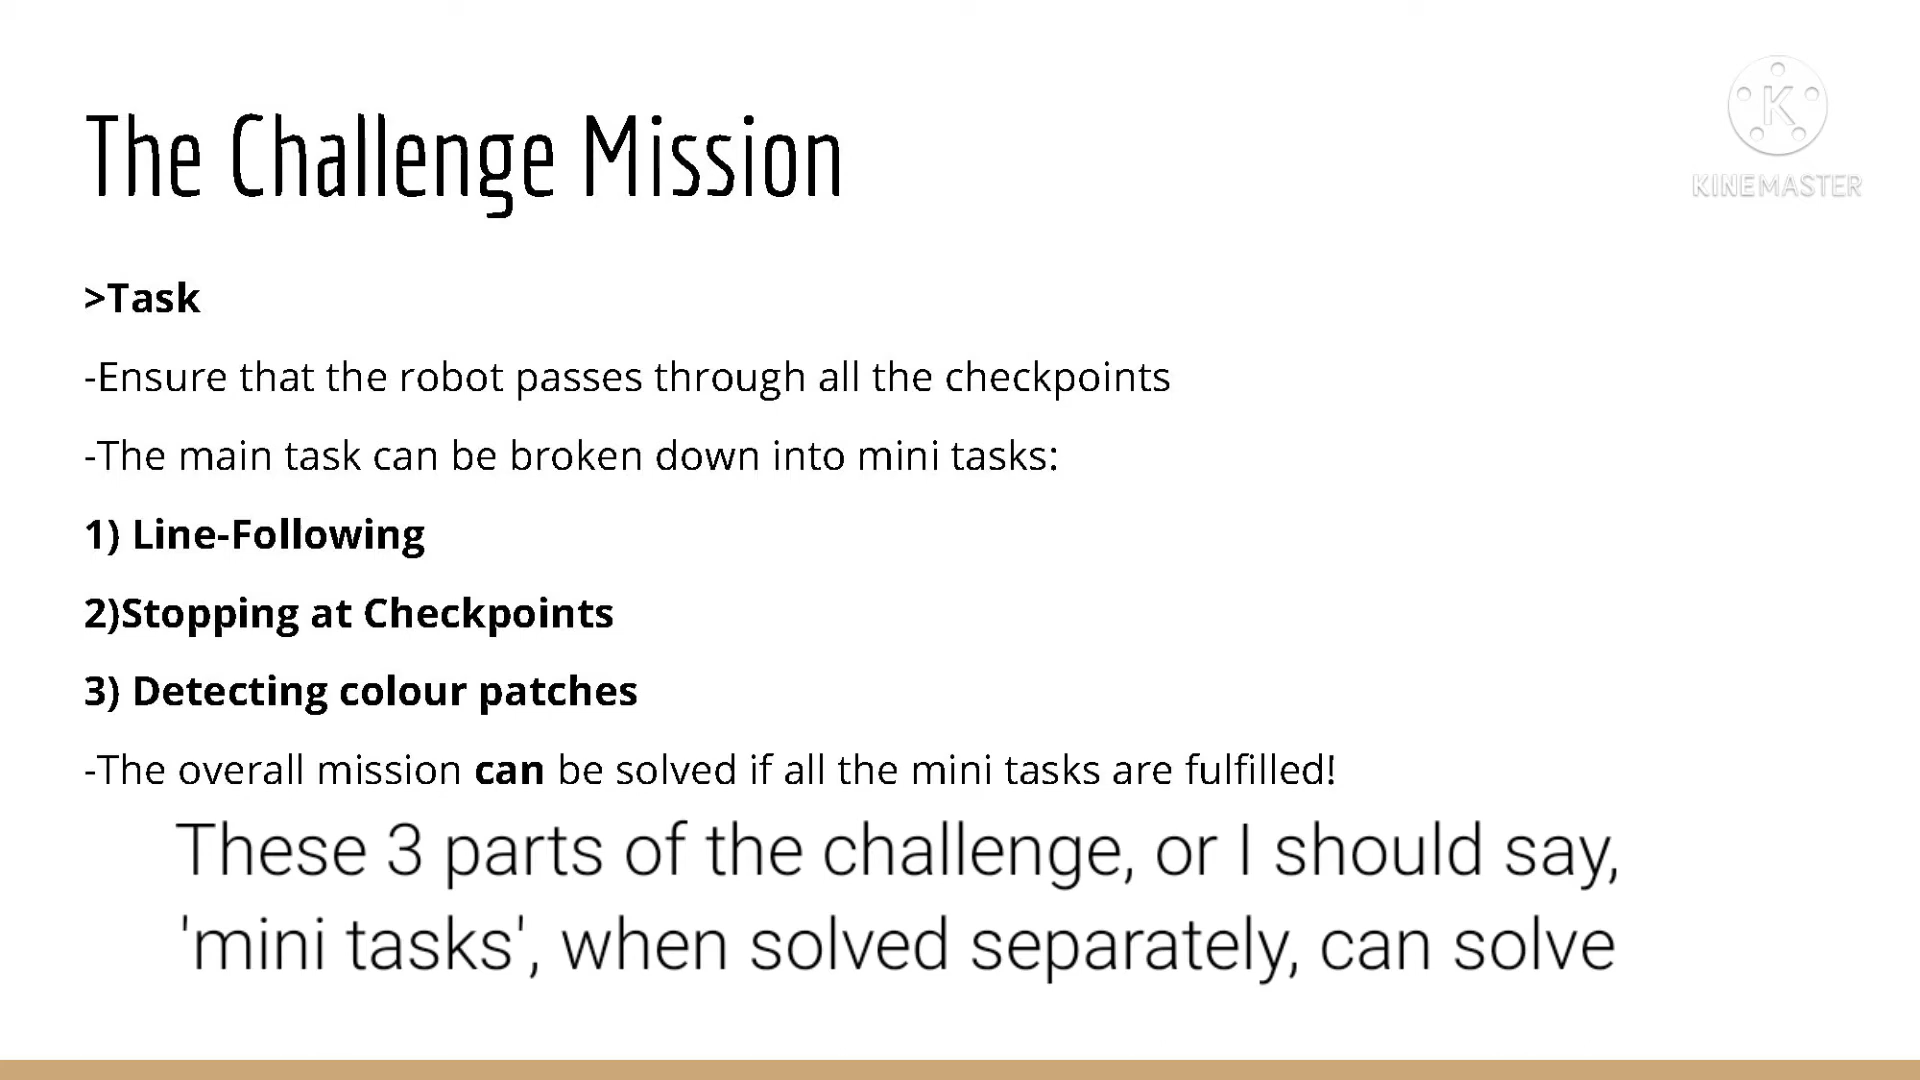 The Challenge Mission
K
KINEMASTER
>Task
-Ensure that the robot passes through all the checkpoints
-The main task can be broken down into mini tasks:
1) Line-Following
2)Stopping at Checkpoints
3) Detecting colour patches
-The overall mission can be solved if all the mini tasks are fulfilled!
These 3 parts of the challenge, or I should say,
'mini tasks', when solved separately, can solve